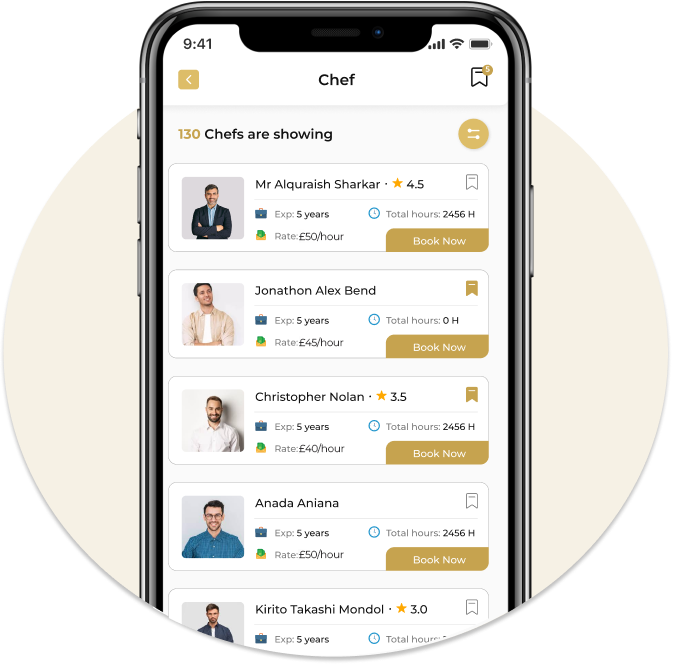 9:41
Chef
130 Chefs are showing
Mr Alquraish Sharkar · ★ 4.5
Exp: 5 years Total hours: 2456 H
Rate:£50/hour
Book Now
Jonathon Alex Bend
Exp: 5 years Total hours: 0 H
Rate:£45/hour
Book Now
Christopher Nolan · ★ 3.5
Exp: 5 years Total hours: 2456 H
Rate:£40/hour
Book Now
Anada Aniana
Exp: 5 years Total hours: 2456 H
Rate:£50/hour
Book Now
Kirito Takashi Mondol · ★ 3.0
Exp: 5 years Total hours: